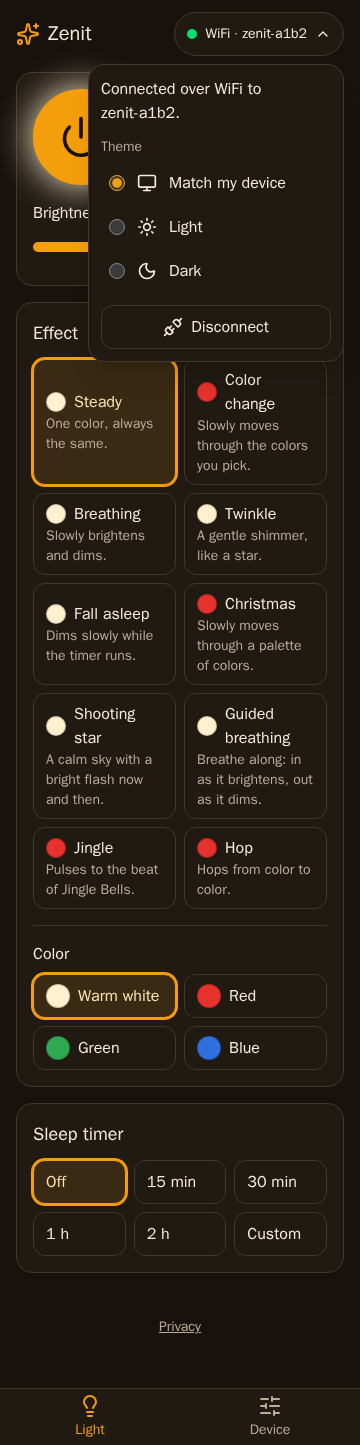 Zenit
WiFi · zenit-a1b2
Connected over WiFi to
zenit-a1b2.
Theme
Match my device
Light
Dark
Disconnect
Effect
Steady
One color, always
the same.
Color
change
Slowly moves
through the colors
you pick.
Breathing
Slowly brightens
and dims.
Twinkle
A gentle shimmer,
like a star.
Fall asleep
Dims slowly while
the timer runs.
Christmas
Slowly moves
through a palette
of colors.
Shooting
star
A calm sky with a
bright flash now
and then.
Guided
breathing
Breathe along: in
as it brightens, out
as it dims.
Jingle
Pulses to the beat
of Jingle Bells.
Hop
Hops from color to
color.
Color
Warm white
Red
Green
Blue
Sleep timer
Off
15 min
30 min
1 h
2 h
Custom
Privacy
Light
Device